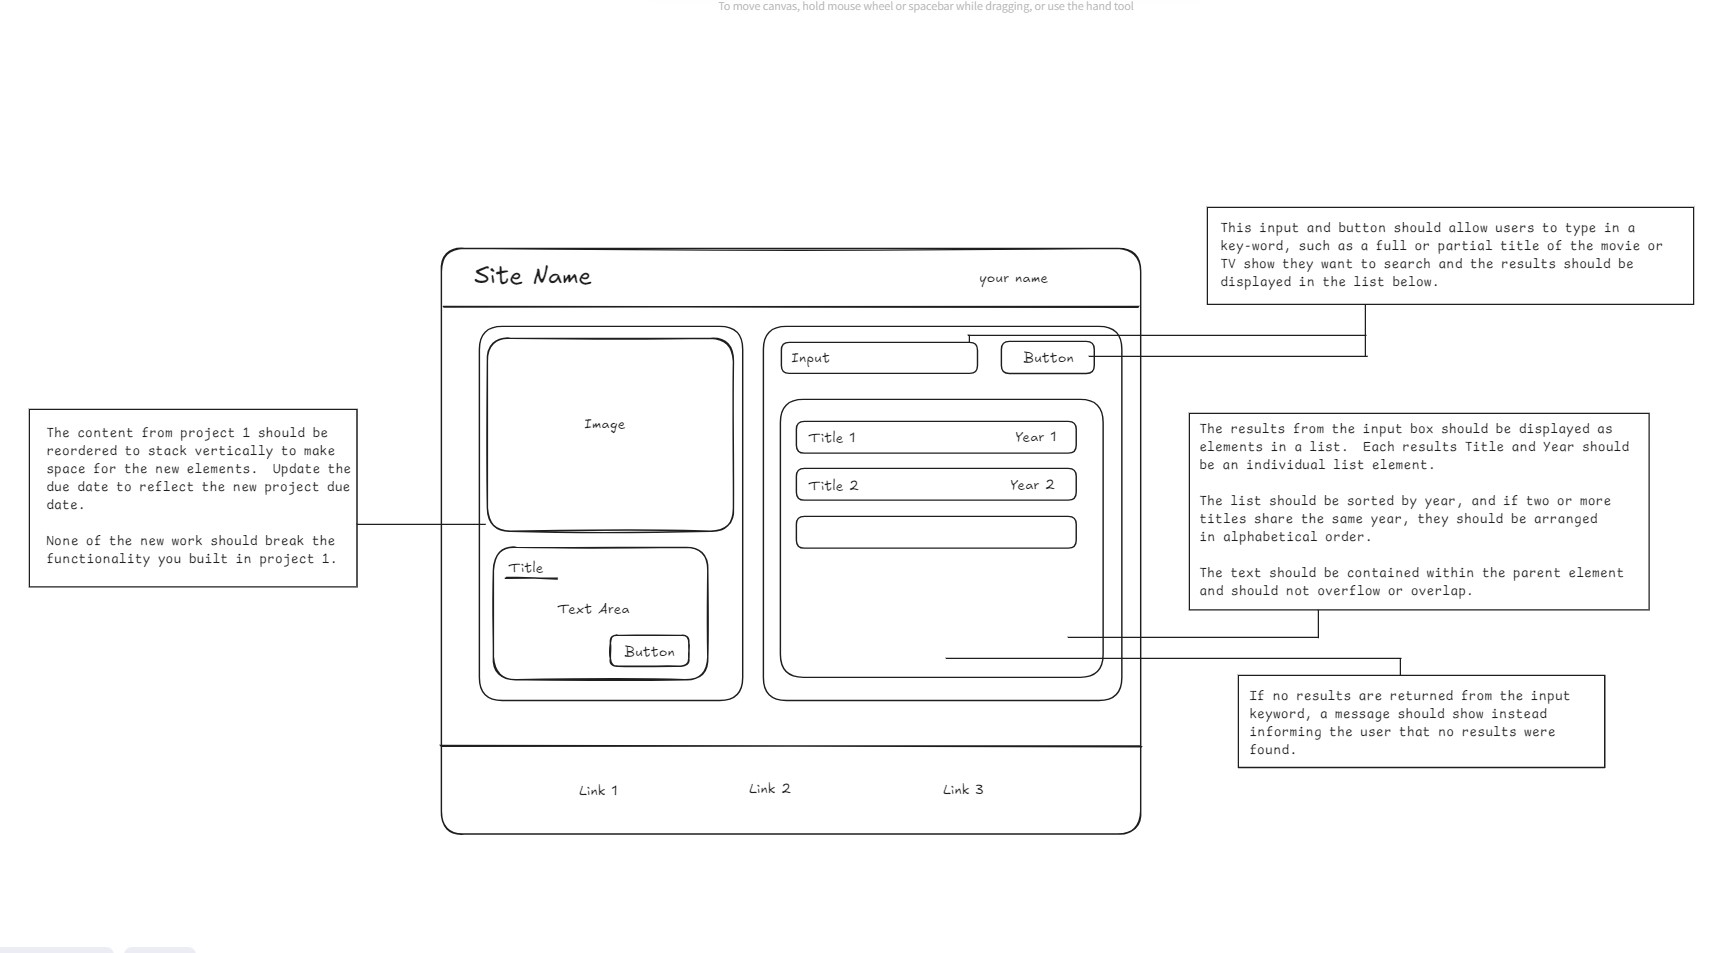 To move canvas, hold mouse wheel or spacebar while dragging, or use the hand tool
This input and button should allow users to type in a
key-word, such as a full or partial title of the movie or
TV show they want to search and the results should be
displayed in the list below.
Site Name
your name
Input
Button
Image
Title 1
Year 1
Title 2
Year 2
The content from project 1 should be
reordered to stack vertically to make
space for the new elements.  Update the
due date to reflect the new project due
date.
None of the new work should break the
functionality you built in project 1.
The results from the input box should be displayed as
elements in a list.  Each results Title and Year should
be an individual list element.
The list should be sorted by year, and if two or more
titles share the same year, they should be arranged
in alphabetical order.
The text should be contained within the parent element
and should not overflow or overlap.
Title
Text Area
Button
If no results are returned from the input
keyword, a message should show instead
informing the user that no results were
found.
Link 1
Link 2
Link 3